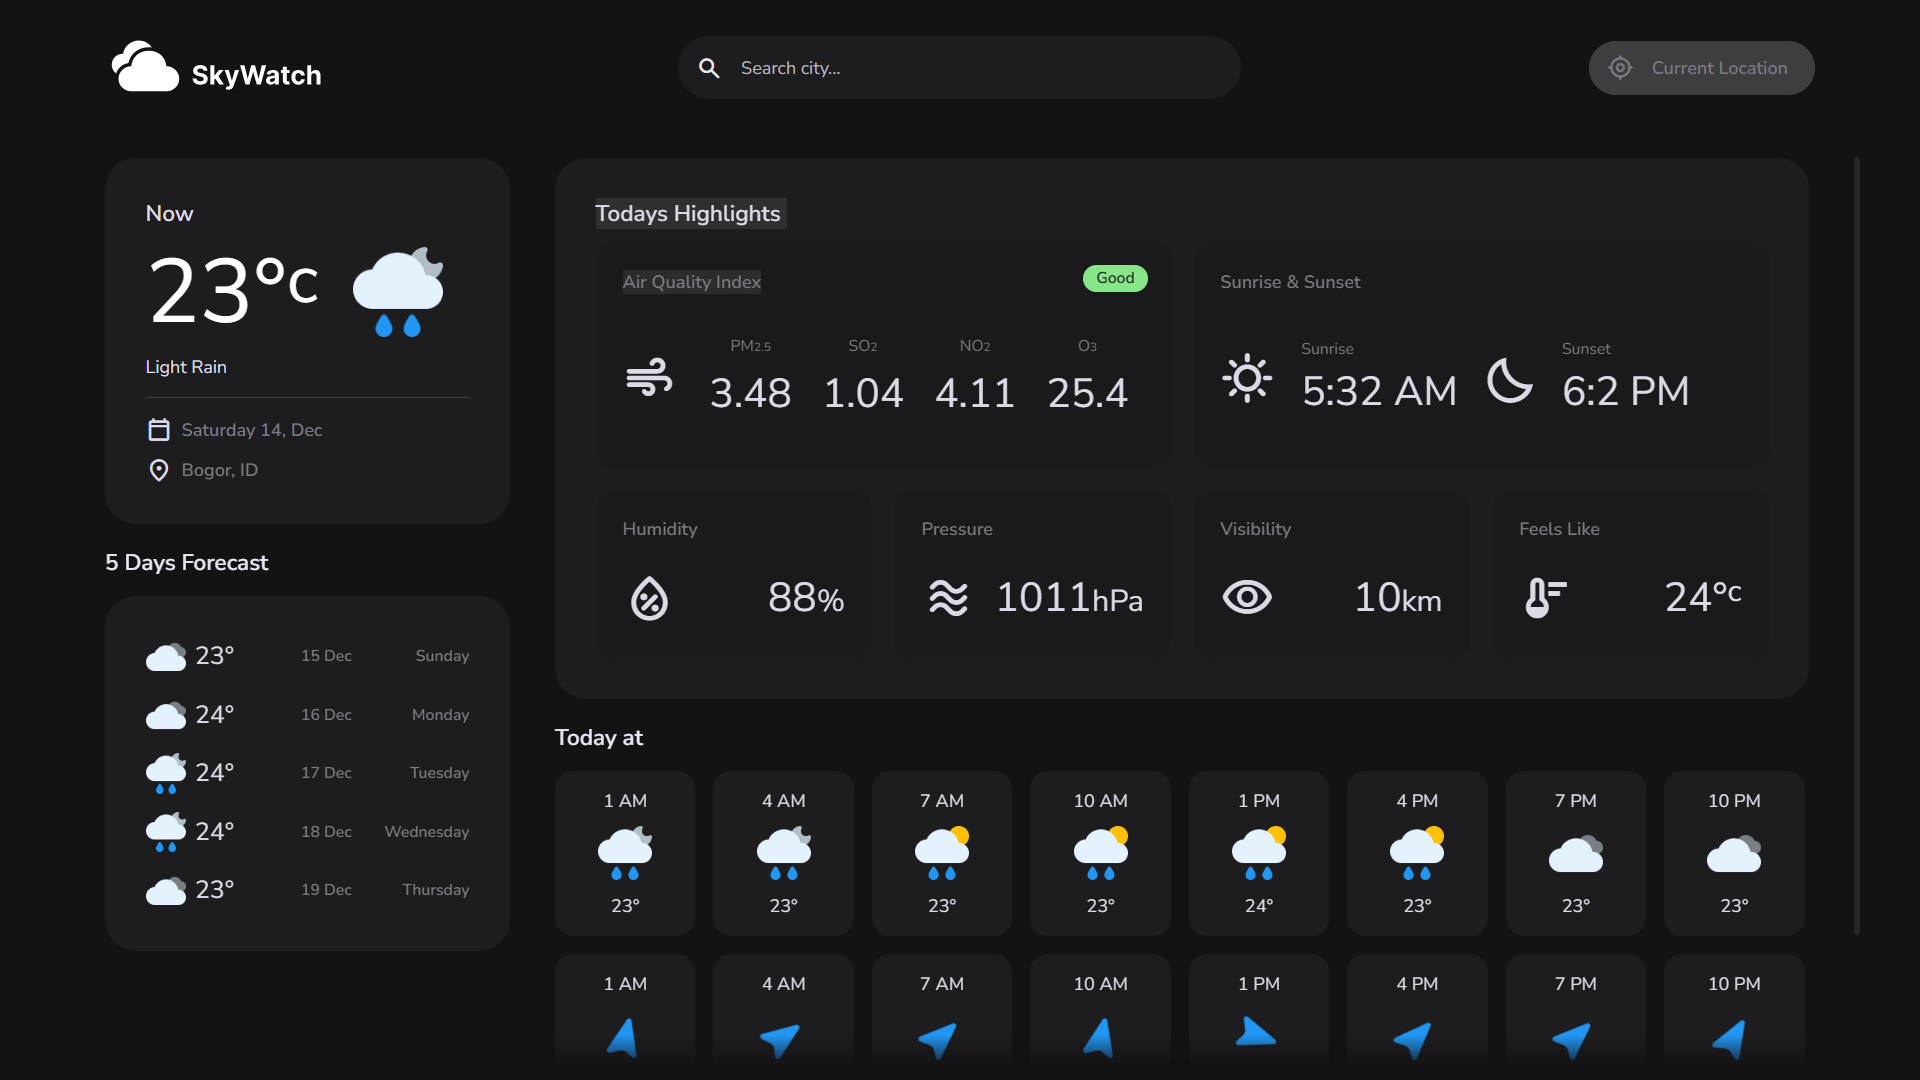 SkyWatch
Search city...
Current Location
Now
23°c
Light Rain
Saturday 14, Dec
Bogor, ID
5 Days Forecast
23° 15 Dec Sunday
24° 16 Dec Monday
24° 17 Dec Tuesday
24° 18 Dec Wednesday
23° 19 Dec Thursday
Todays Highlights
Air Quality Index Good
PM2.5 SO2 NO2 O3
3.48 1.04 4.11 25.4
Sunrise & Sunset
Sunrise Sunset
5:32 AM 6:2 PM
Humidity
88%
Pressure
1011hPa
Visibility
10km
Feels Like
24°c
Today at
1 AM 4 AM 7 AM 10 AM 1 PM 4 PM 7 PM 10 PM
23° 23° 23° 23° 24° 23° 23° 23°
1 AM 4 AM 7 AM 10 AM 1 PM 4 PM 7 PM 10 PM